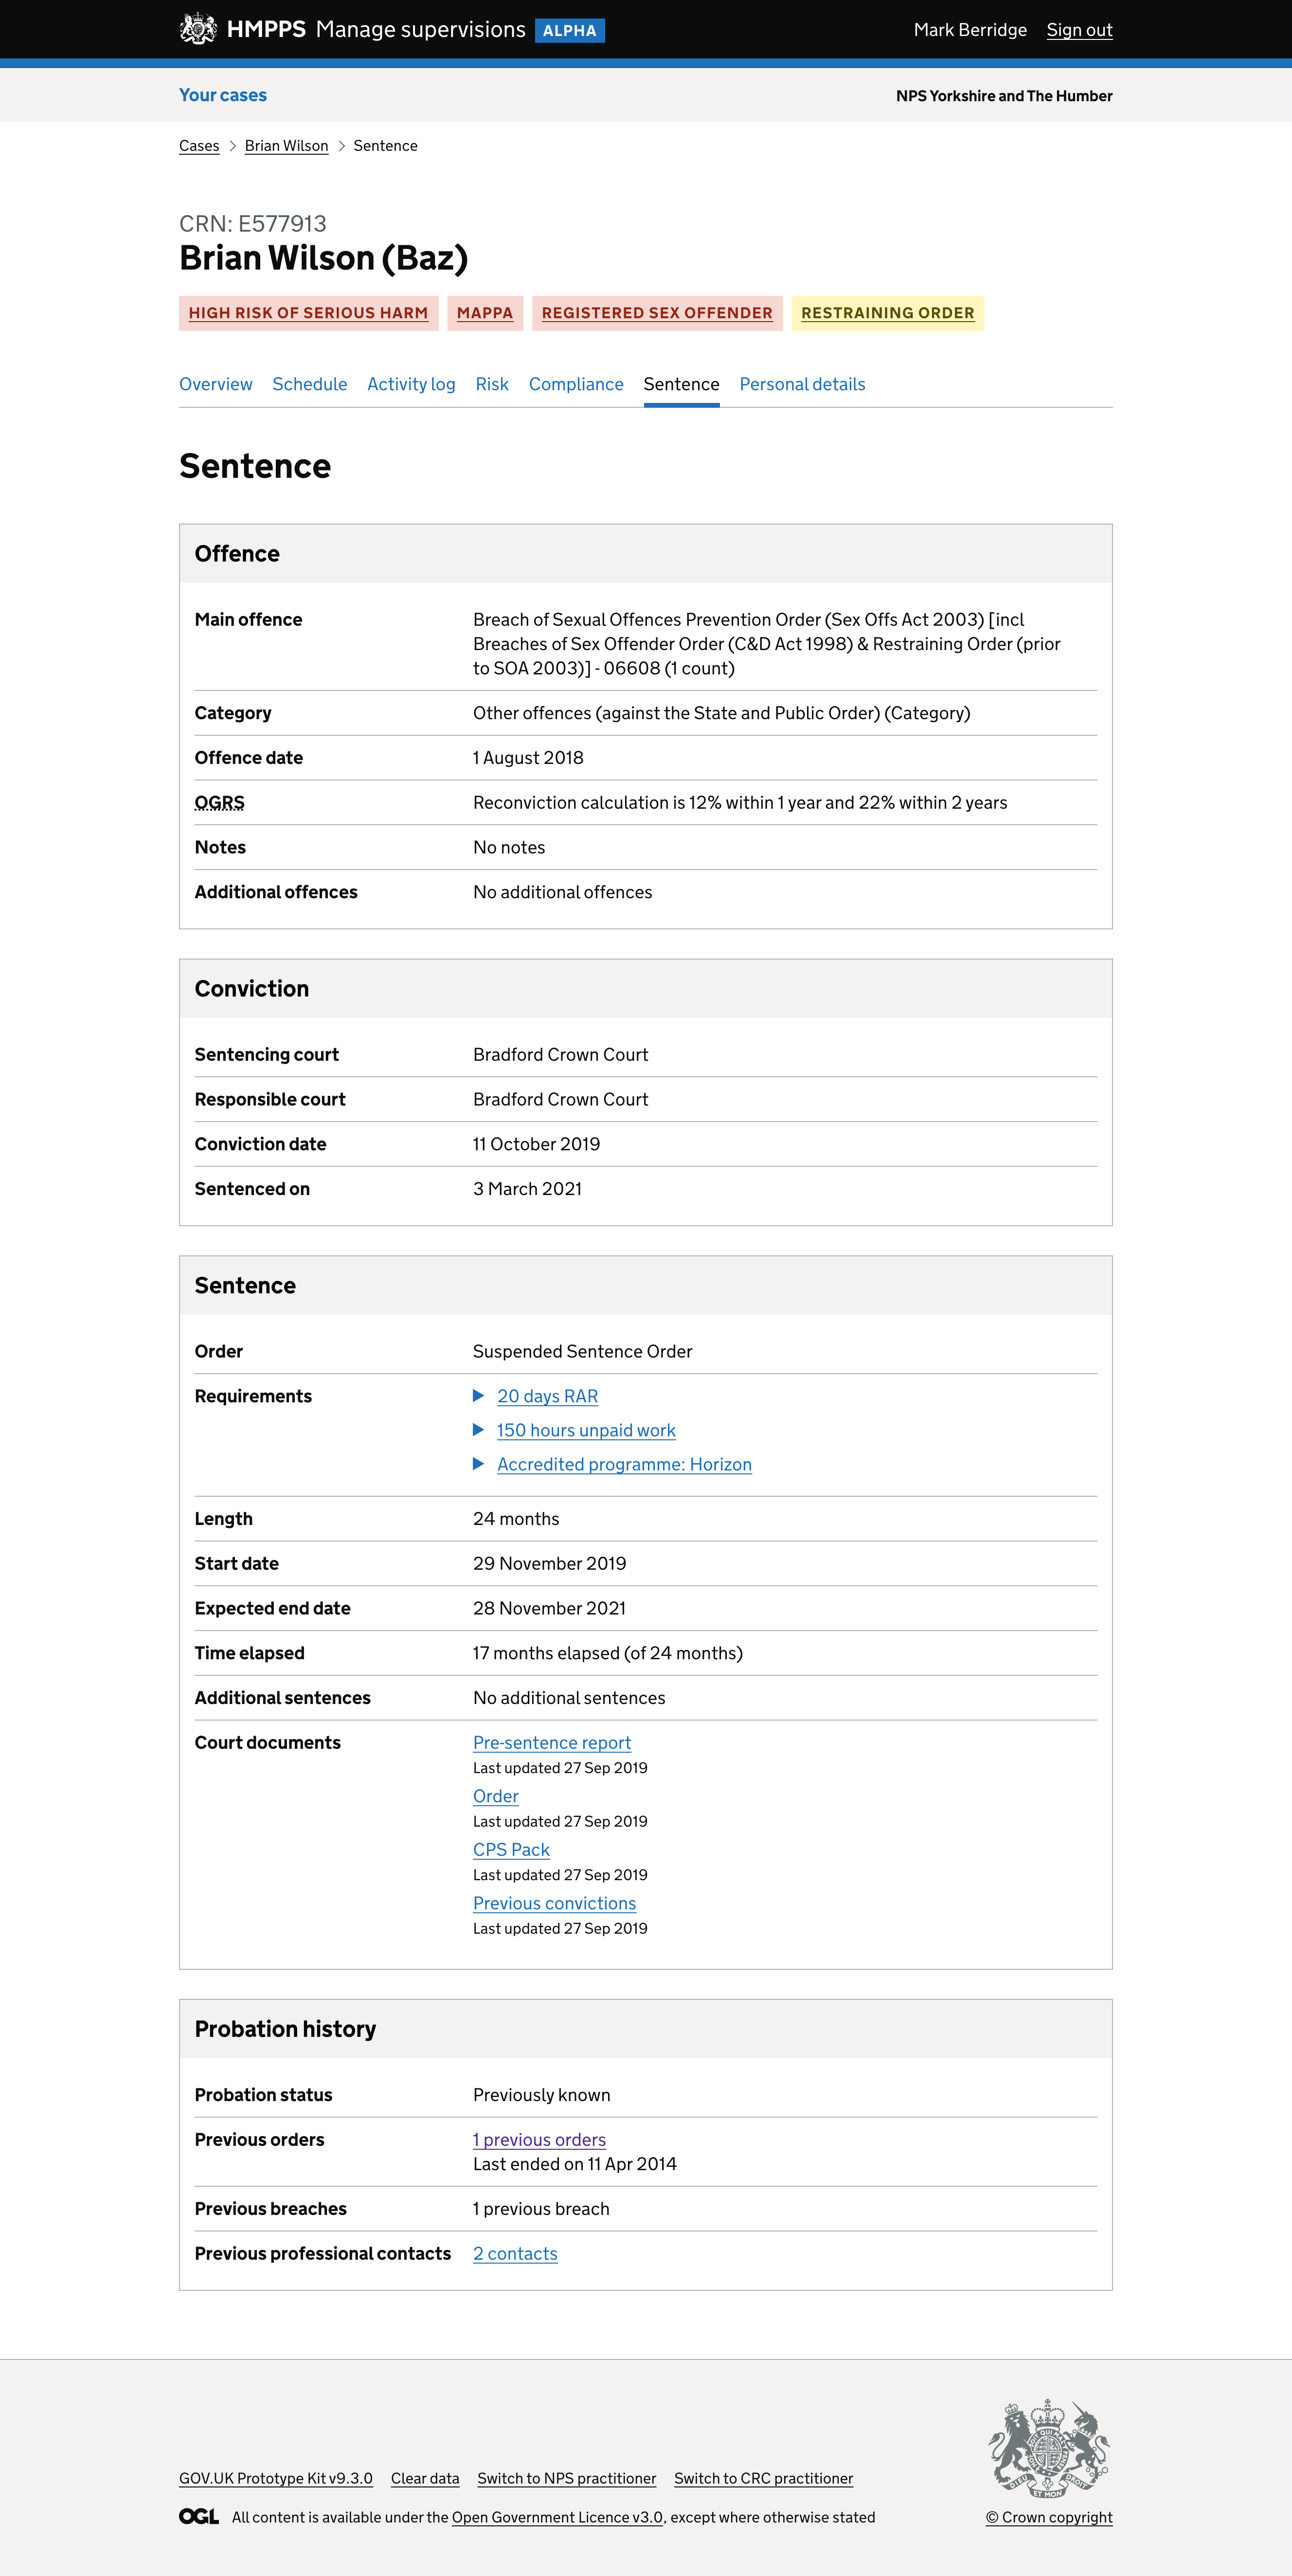 HMPPS Manage supervisions ALPHA Mark Berridge Sign out
Your cases NPS Yorkshire and The Humber
Cases Brian Wilson Sentence
CRN: E577913
Brian Wilson (Baz)
HIGH RISK OF SERIOUS HARM MAPPA REGISTERED SEX OFFENDER RESTRAINING ORDER
Overview Schedule Activity log Risk Compliance Sentence Personal details
Sentence
Offence
Main offence Breach of Sexual Offences Prevention Order (Sex Offs Act 2003) [incl
Breaches of Sex Offender Order (C&D Act 1998) & Restraining Order (prior
to SOA 2003)] - 06608 (1 count)
Category Other offences (against the State and Public Order) (Category)
Offence date 1 August 2018
OGRS Reconviction calculation is 12% within 1 year and 22% within 2 years
Notes No notes
Additional offences No additional offences
Conviction
Sentencing court Bradford Crown Court
Responsible court Bradford Crown Court
Conviction date 11 October 2019
Sentenced on 3 March 2021
Sentence
Order Suspended Sentence Order
Requirements 20 days RAR
150 hours unpaid work
Accredited programme: Horizon
Length 24 months
Start date 29 November 2019
Expected end date 28 November 2021
Time elapsed 17 months elapsed (of 24 months)
Additional sentences No additional sentences
Court documents Pre-sentence report
Last updated 27 Sep 2019
Order
Last updated 27 Sep 2019
CPS Pack
Last updated 27 Sep 2019
Previous convictions
Last updated 27 Sep 2019
Probation history
Probation status Previously known
Previous orders 1 previous orders
Last ended on 11 Apr 2014
Previous breaches 1 previous breach
Previous professional contacts 2 contacts
GOV.UK Prototype Kit v9.3.0 Clear data Switch to NPS practitioner Switch to CRC practitioner
OGL All content is available under the Open Government Licence v3.0, except where otherwise stated © Crown copyright